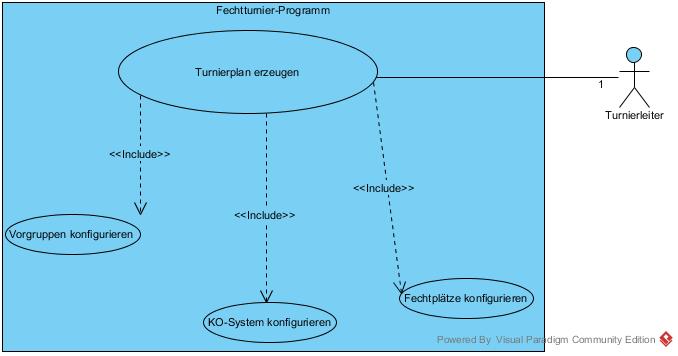 Fechtturnier-Programm
Turnierplan erzeugen
1
Turnierleiter
<<Include>>
<<Include>>
<<Include>>
Vorgruppen konfigurieren
Fechtplätze konfigurieren
KO-System konfigurieren
Powered By Visual Paradigm Community Edition